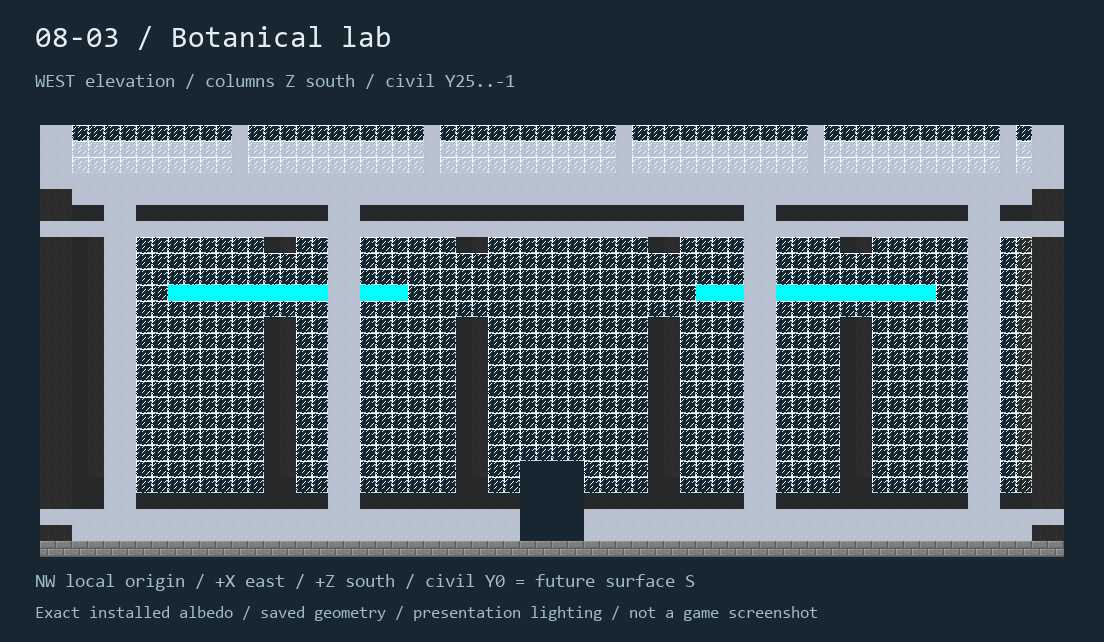 08-03 / Botanical lab
WEST elevation / columns Z south / civil Y25..-1
NW local origin / +X east / +Z south / civil Y0 = future surface S
Exact installed albedo / saved geometry / presentation lighting / not a game screenshot